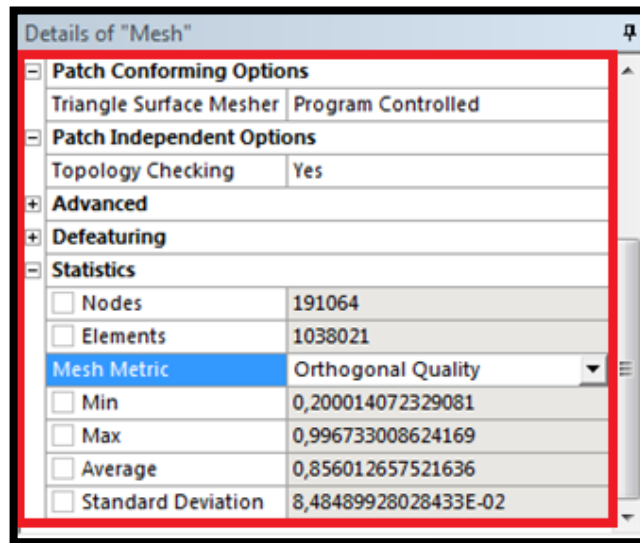 Details of "Mesh"
Patch Conforming Options
Triangle Surface Mesher Program Controlled
Patch Independent Options
Topology Checking Yes
Advanced
Defeaturing
Statistics
Nodes 191064
Elements 1038021
Mesh Metric Orthogonal Quality
Min 0,200014072329081
Max 0,996733008624169
Average 0,856012657521636
Standard Deviation 8,48489928028433E-02